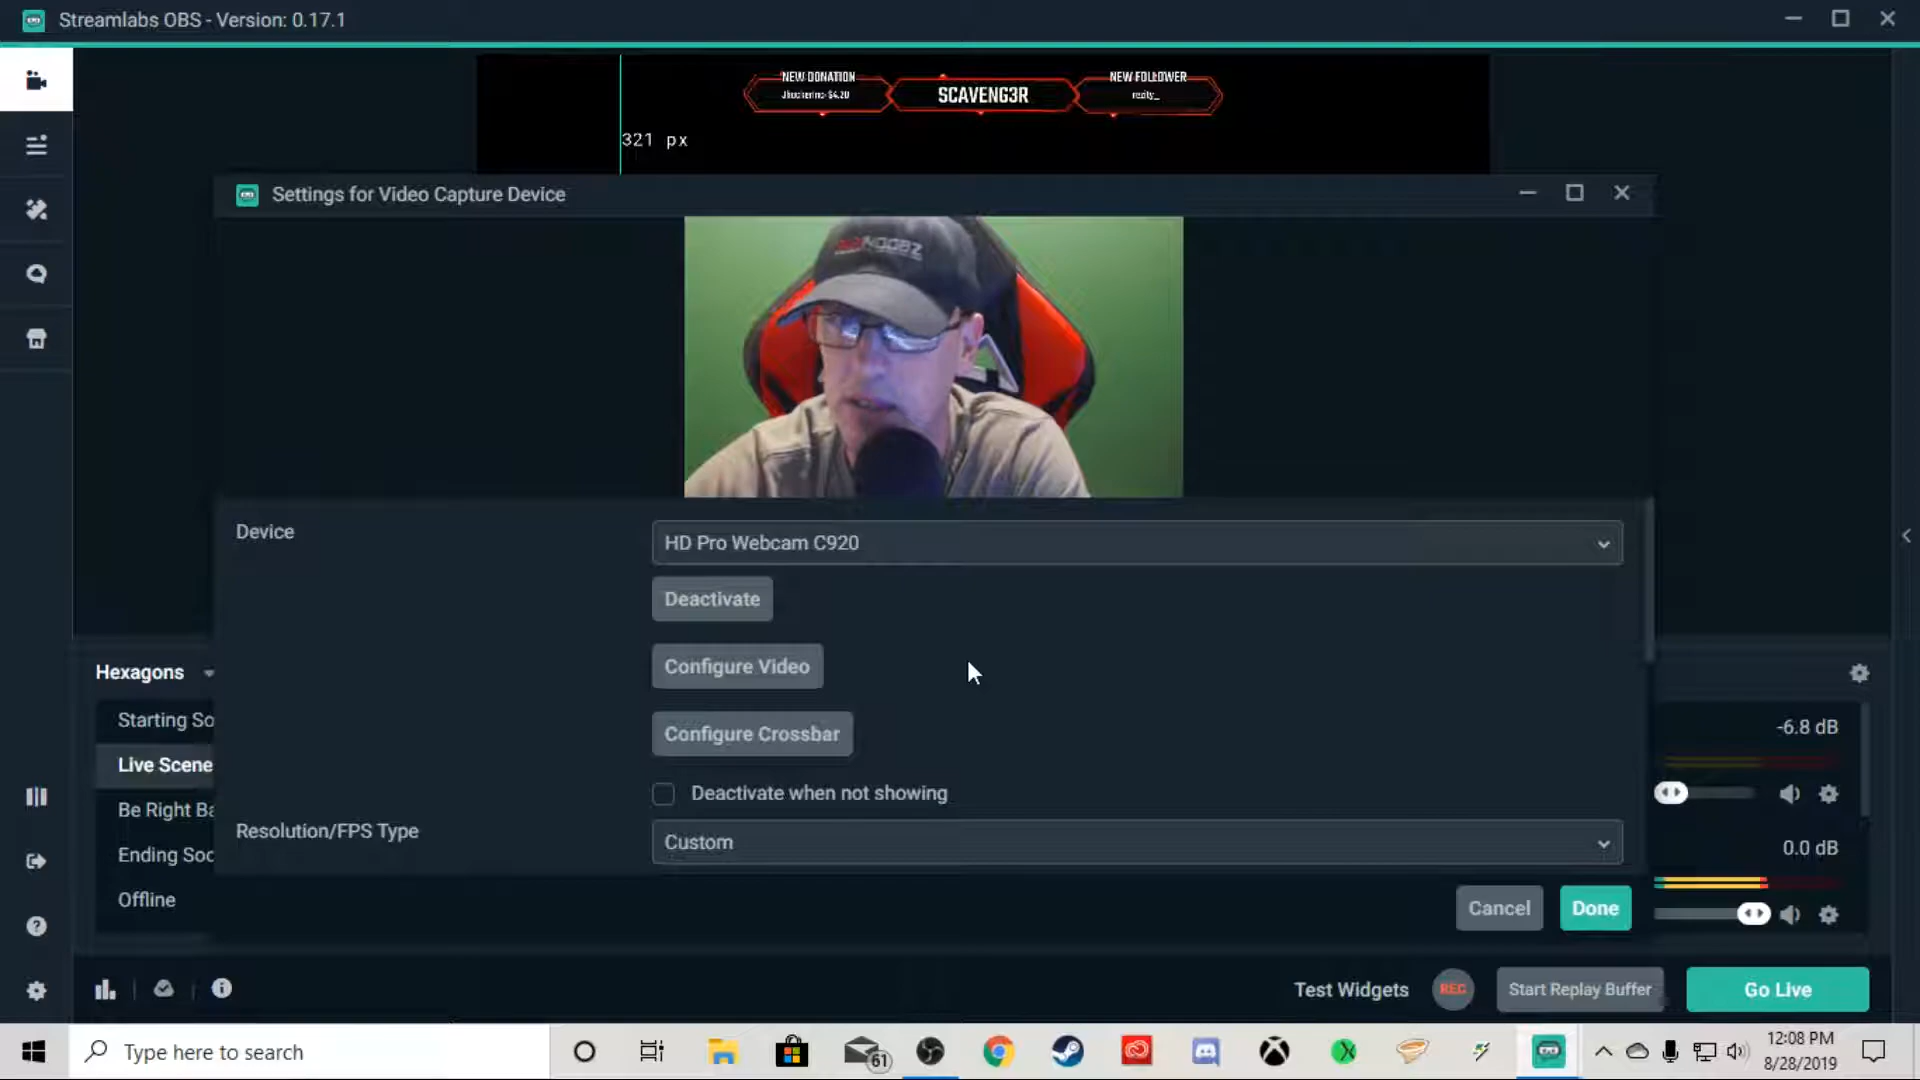 Streamlabs OBS - Version: 0.17.1
NEW DONATION
SCAVENG3R
NEW FOLLOWER
321 px
Settings for Video Capture Device
NOOBZ
Device
HD Pro Webcam C920
Deactivate
Configure Video
Configure Crossbar
Deactivate when not showing
Resolution/FPS Type
Custom
Hexagons
Starting So
Live Scene
Be Right Ba
Ending Soo
Offline
-6.8 dB
0.0 dB
Cancel
Done
Test Widgets
REC
Start Replay Buffer
Go Live
Type here to search
61
12:08 PM
8/28/2019